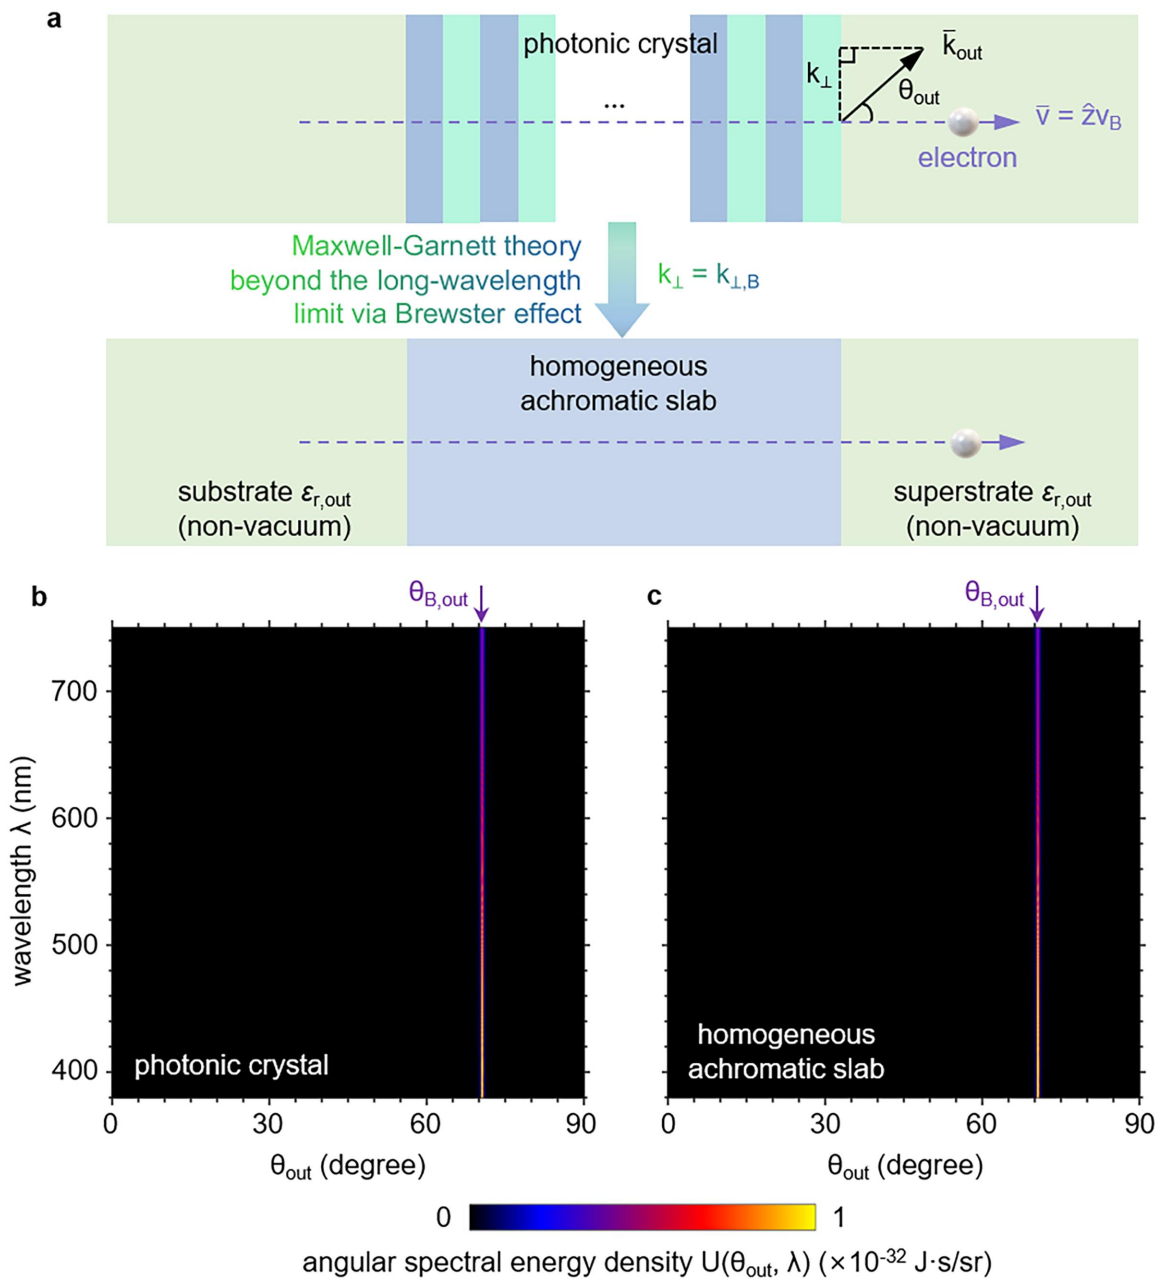 a
photonic crystal
...
k⊥
k̄out
θout
v̄ = ẑvB
electron
Maxwell-Garnett theory
beyond the long-wavelength
limit via Brewster effect
k⊥ = k⊥,B
homogeneous
achromatic slab
substrate εr,out
(non-vacuum)
superstrate εr,out
(non-vacuum)
b
θB,out
wavelength λ (nm)
700
600
500
400
photonic crystal
0 30 60 90
θout (degree)
c
θB,out
homogeneous
achromatic slab
0 30 60 90
θout (degree)
0 1
angular spectral energy density U(θout, λ) (×10⁻³² J·s/sr)